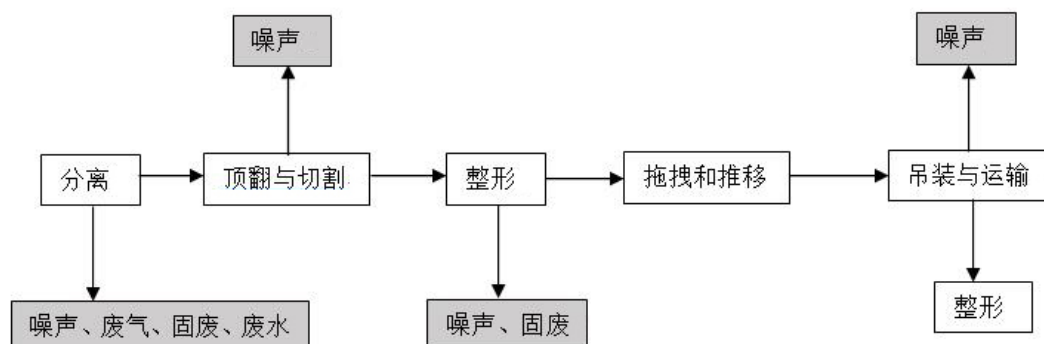 噪声
噪声
分离
顶翻与切割
整形
拖拽和推移
吊装与运输
噪声、废气、固废、废水
噪声、固废
整形